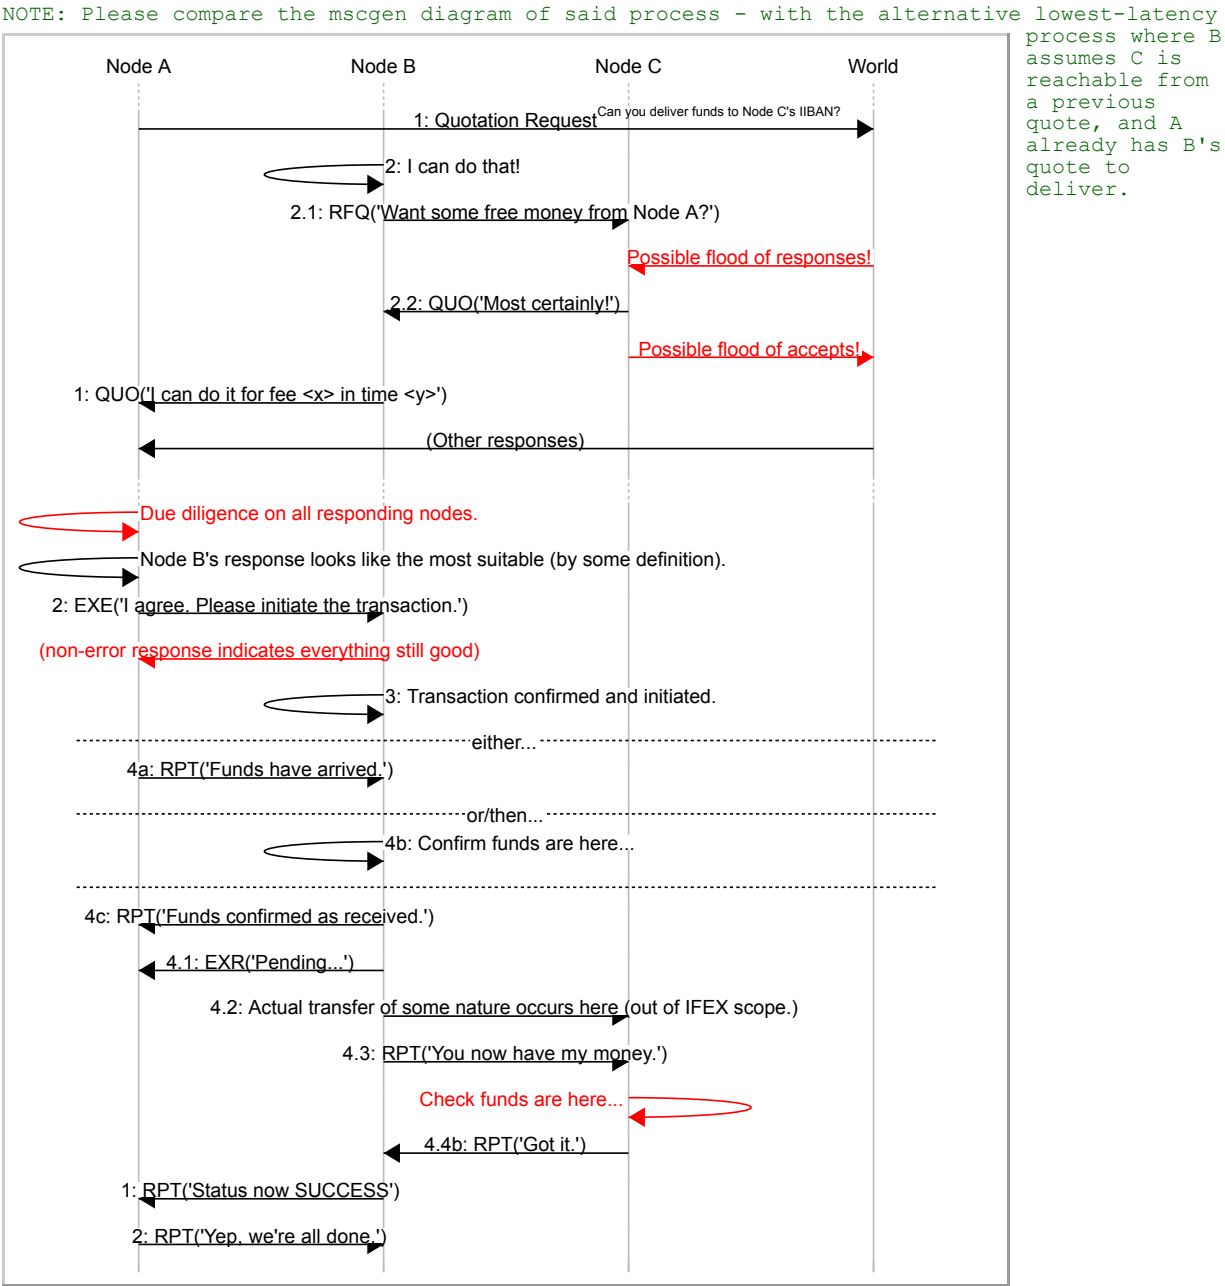 NOTE: Please compare the mscgen diagram of said process - with the alternative lowest-latency
process where B
assumes C is
reachable from
a previous
quote, and A
already has B's
quote to
deliver.
Node A Node B Node C World
1: Quotation Request Can you deliver funds to Node C's IIBAN?
2: I can do that!
2.1: RFQ('Want some free money from Node A?')
Possible flood of responses!
2.2: QUO('Most certainly!')
Possible flood of accepts!
1: QUO('I can do it for fee <x> in time <y>')
(Other responses)
Due diligence on all responding nodes.
Node B's response looks like the most suitable (by some definition).
2: EXE('I agree. Please initiate the transaction.')
(non-error response indicates everything still good)
3: Transaction confirmed and initiated.
either...
4a: RPT('Funds have arrived.')
or/then...
4b: Confirm funds are here...
4c: RPT('Funds confirmed as received.')
4.1: EXR('Pending...')
4.2: Actual transfer of some nature occurs here (out of IFEX scope.)
4.3: RPT('You now have my money.')
Check funds are here...
4.4b: RPT('Got it.')
1: RPT('Status now SUCCESS')
2: RPT('Yep, we're all done.')